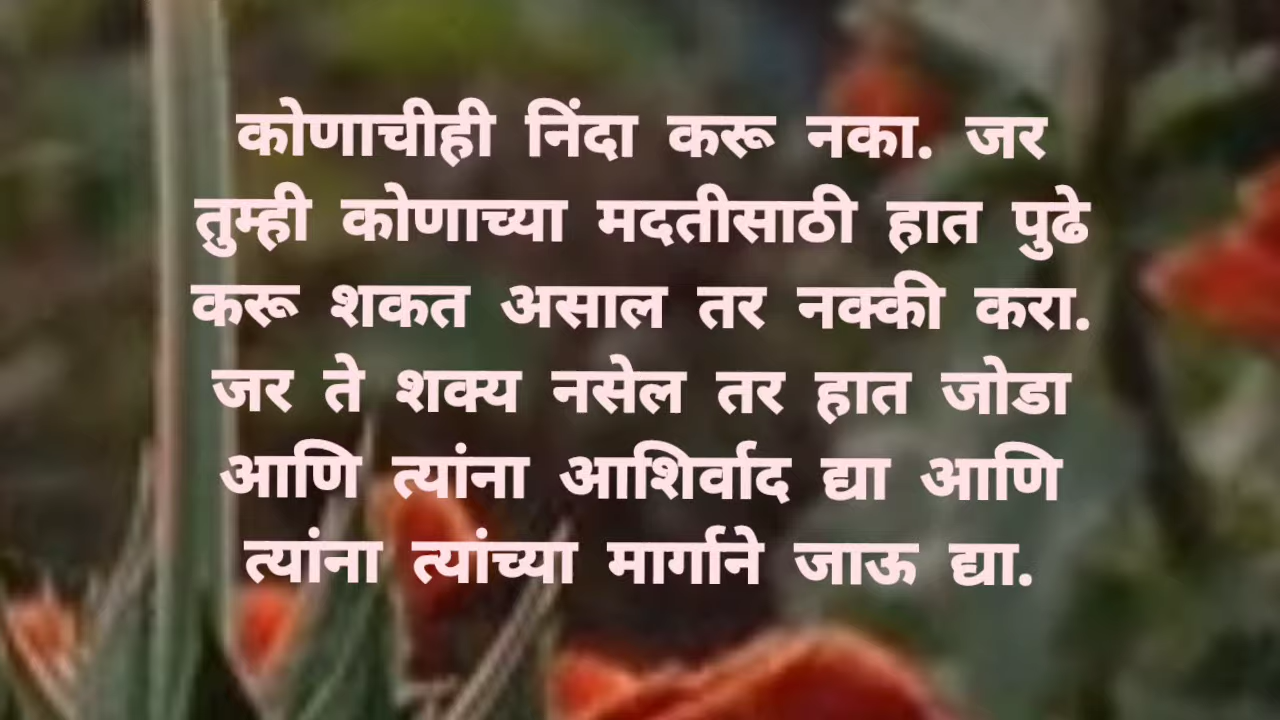 कोणाचीही निंदा करू नका. जर
तुम्ही कोणाच्या मदतीसाठी हात पुढे
करू शकत असाल तर नक्की करा.
जर ते शक्य नसेल तर हात जोडा
आणि त्यांना आशिर्वाद द्या आणि
त्यांना त्यांच्या मार्गाने जाऊ द्या.